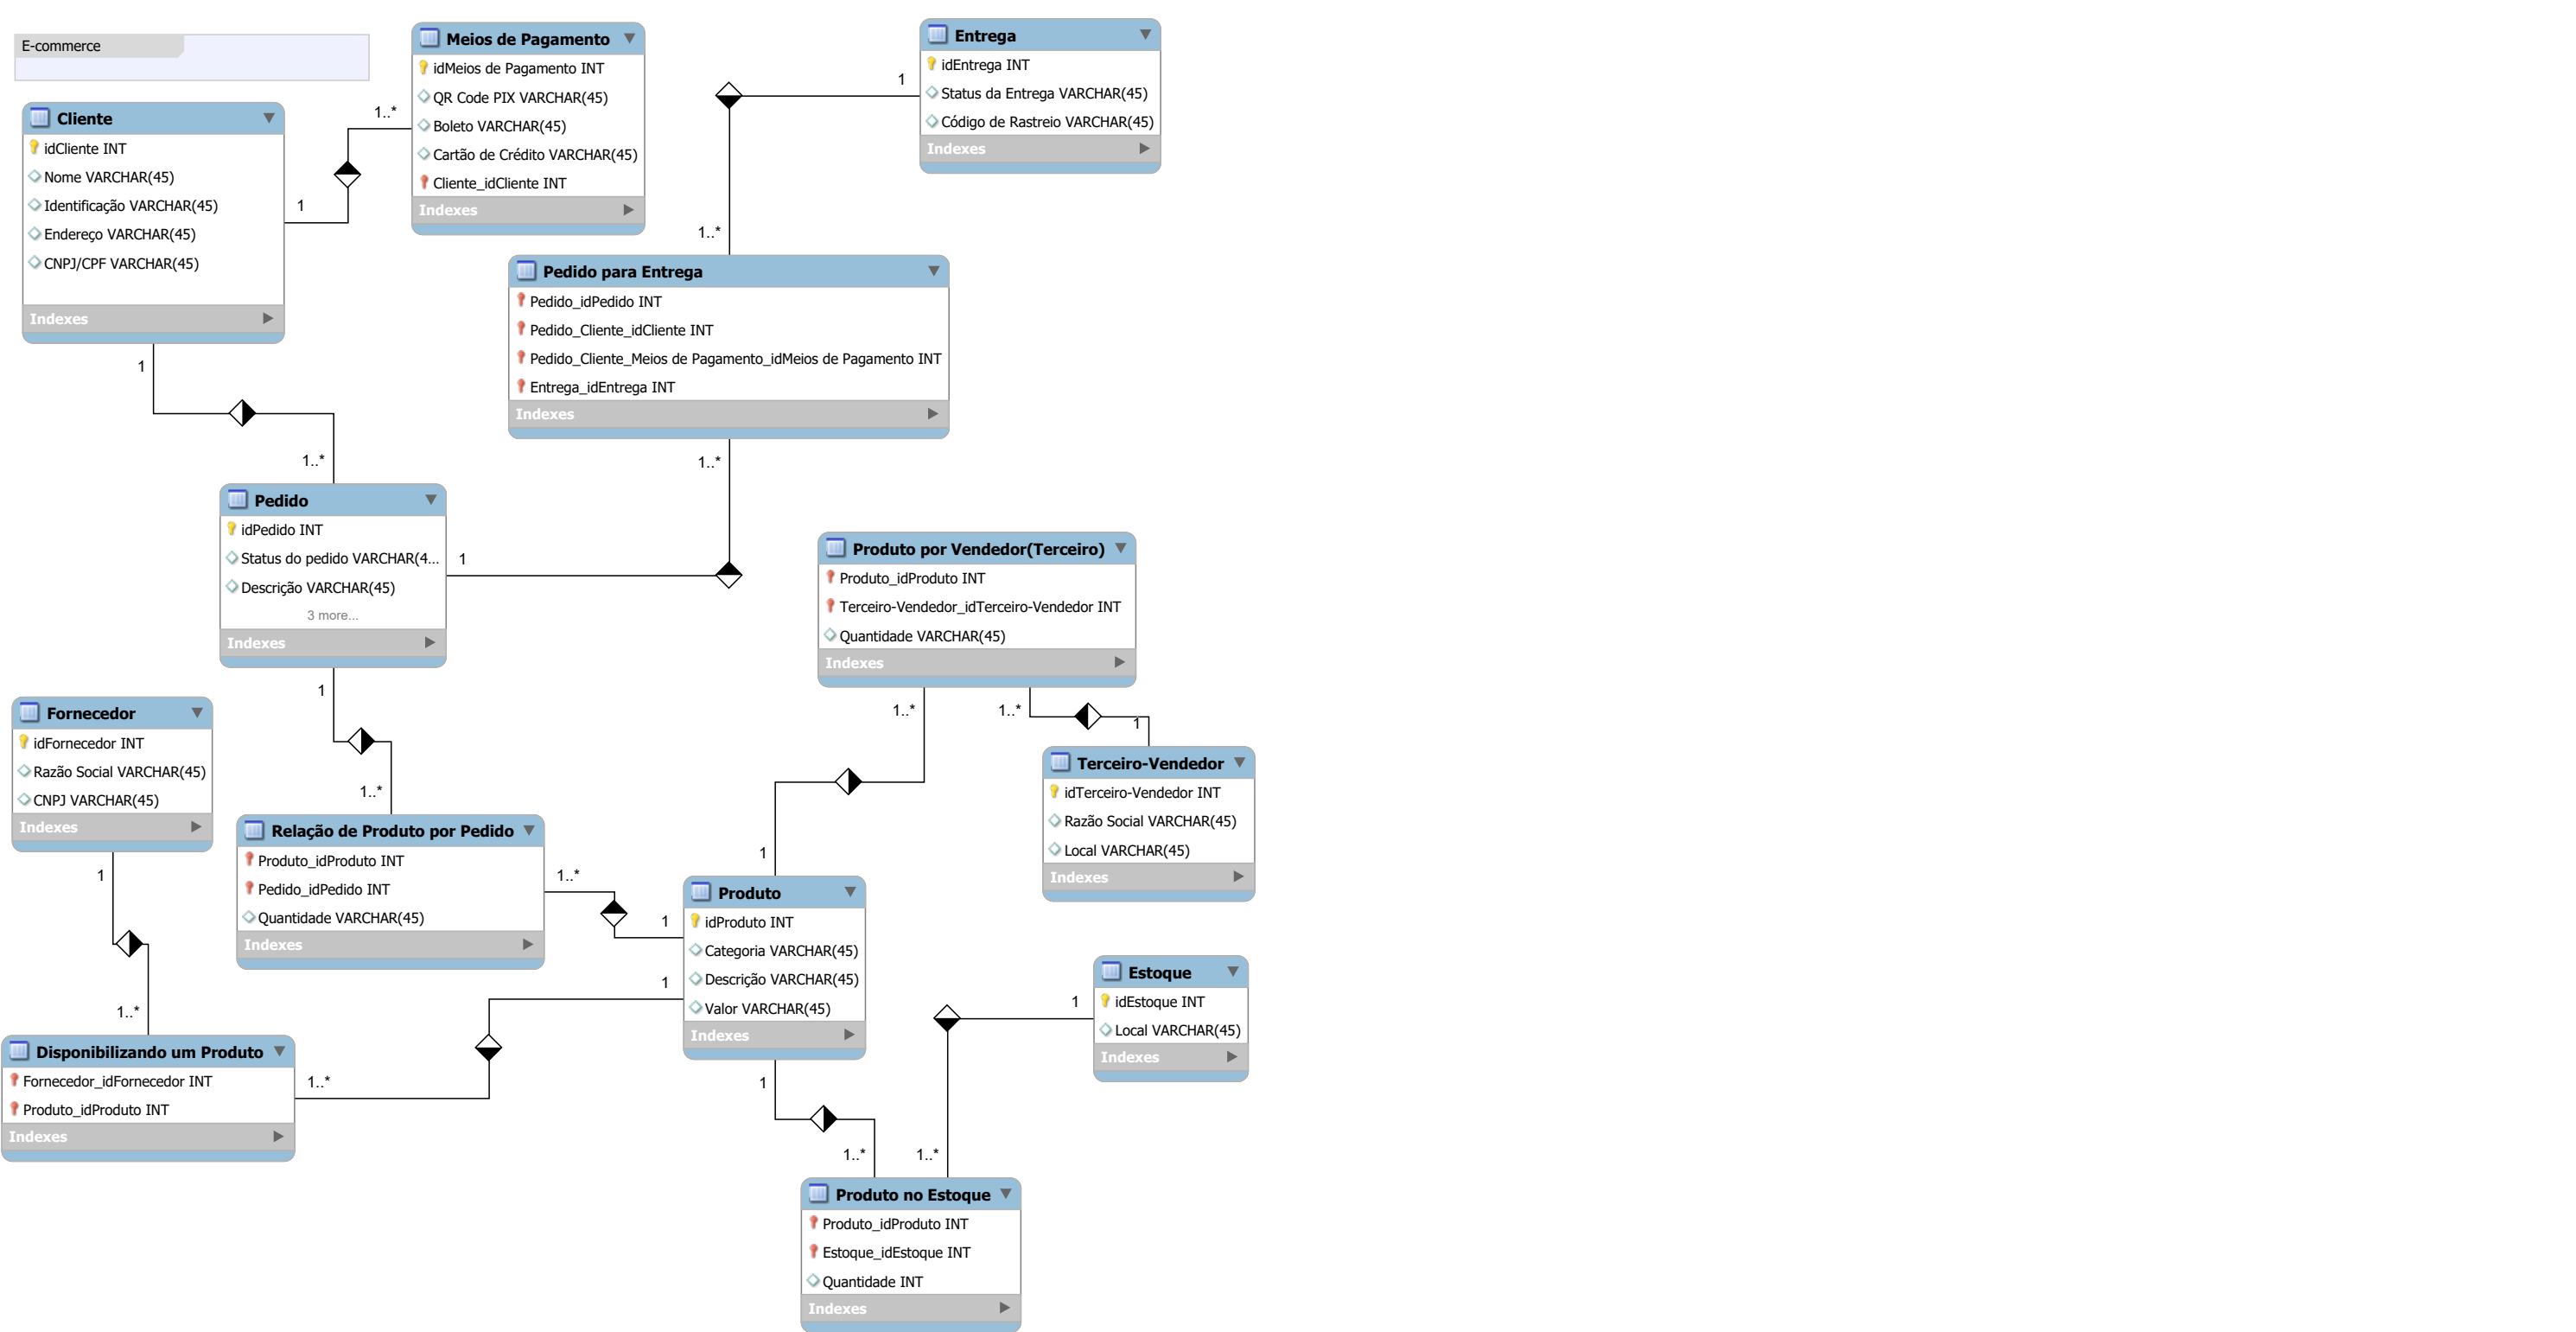 E-commerce
Cliente
idCliente INT
Nome VARCHAR(45)
Identificação VARCHAR(45)
Endereço VARCHAR(45)
CNPJ/CPF VARCHAR(45)
Indexes
1
1..*
Meios de Pagamento
idMeios de Pagamento INT
QR Code PIX VARCHAR(45)
Boleto VARCHAR(45)
Cartão de Crédito VARCHAR(45)
Cliente_idCliente INT
Indexes
Entrega
idEntrega INT
Status da Entrega VARCHAR(45)
Código de Rastreio VARCHAR(45)
Indexes
1
1..*
Pedido para Entrega
Pedido_idPedido INT
Pedido_Cliente_idCliente INT
Pedido_Cliente_Meios de Pagamento_idMeios de Pagamento INT
Entrega_idEntrega INT
Indexes
1..*
1
1
1..*
Pedido
idPedido INT
Status do pedido VARCHAR(4...
Descrição VARCHAR(45)
3 more...
Indexes
1
1..*
Produto por Vendedor(Terceiro)
Produto_idProduto INT
Terceiro-Vendedor_idTerceiro-Vendedor INT
Quantidade VARCHAR(45)
Indexes
1..*
1..*
1
1
Terceiro-Vendedor
idTerceiro-Vendedor INT
Razão Social VARCHAR(45)
Local VARCHAR(45)
Indexes
Fornecedor
idFornecedor INT
Razão Social VARCHAR(45)
CNPJ VARCHAR(45)
Indexes
1
1..*
Relação de Produto por Pedido
Produto_idProduto INT
Pedido_idPedido INT
Quantidade VARCHAR(45)
Indexes
1..*
1
Produto
idProduto INT
Categoria VARCHAR(45)
Descrição VARCHAR(45)
Valor VARCHAR(45)
Indexes
1
1..*
Disponibilizando um Produto
Fornecedor_idFornecedor INT
Produto_idProduto INT
Indexes
Estoque
idEstoque INT
Local VARCHAR(45)
Indexes
1
1..*
1
1..*
Produto no Estoque
Produto_idProduto INT
Estoque_idEstoque INT
Quantidade INT
Indexes